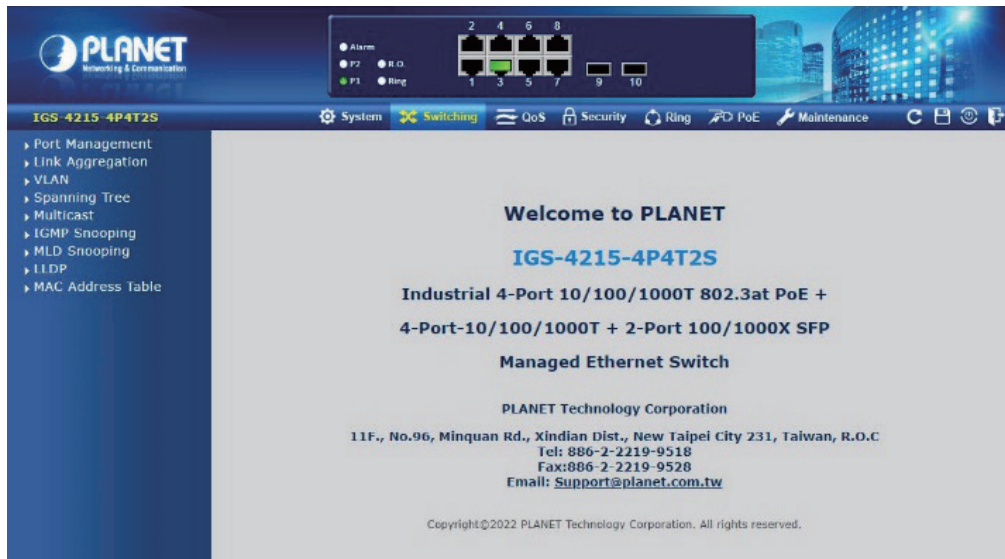 PLANET
Networking & Communication
2 4 6 8
Alarm
P2 R.O.
P1 Ring
1 3 5 7 9 10
IGS-4215-4P4T2S
System Switching QoS Security Ring PoE Maintenance
Port Management
Link Aggregation
VLAN
Spanning Tree
Multicast
IGMP Snooping
MLD Snooping
LLDP
MAC Address Table
Welcome to PLANET
IGS-4215-4P4T2S
Industrial 4-Port 10/100/1000T 802.3at PoE +
4-Port-10/100/1000T + 2-Port 100/1000X SFP
Managed Ethernet Switch
PLANET Technology Corporation
11F., No.96, Minquan Rd., Xindian Dist., New Taipei City 231, Taiwan, R.O.C
Tel: 886-2-2219-9518
Fax:886-2-2219-9528
Email: Support@planet.com.tw
Copyright©2022 PLANET Technology Corporation. All rights reserved.